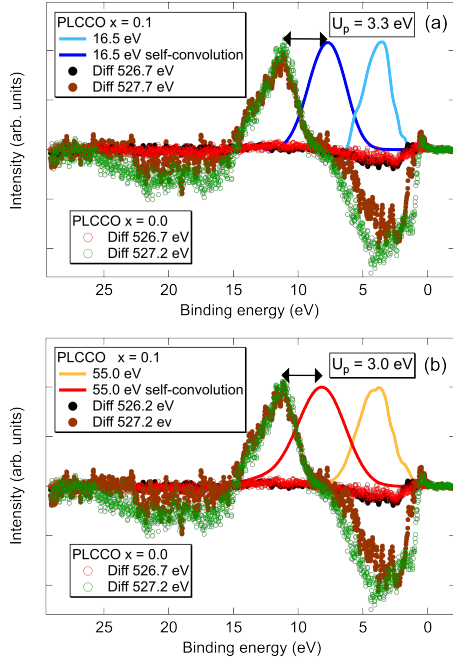 PLCCO x = 0.1
16.5 eV
16.5 eV self-convolution
Diff 526.7 eV
Diff 527.7 eV
Up = 3.3 eV
(a)
Intensity (arb. units)
PLCCO x = 0.0
Diff 526.7 eV
Diff 527.2 eV
25 20 15 10 5 0
Binding energy (eV)
PLCCO x = 0.1
55.0 eV
55.0 eV self-convolution
Diff 526.2 eV
Diff 527.2 ev
Up = 3.0 eV
(b)
Intensity (arb. units)
PLCCO x = 0.0
Diff 526.7 eV
Diff 527.2 eV
25 20 15 10 5 0
Binding energy (eV)